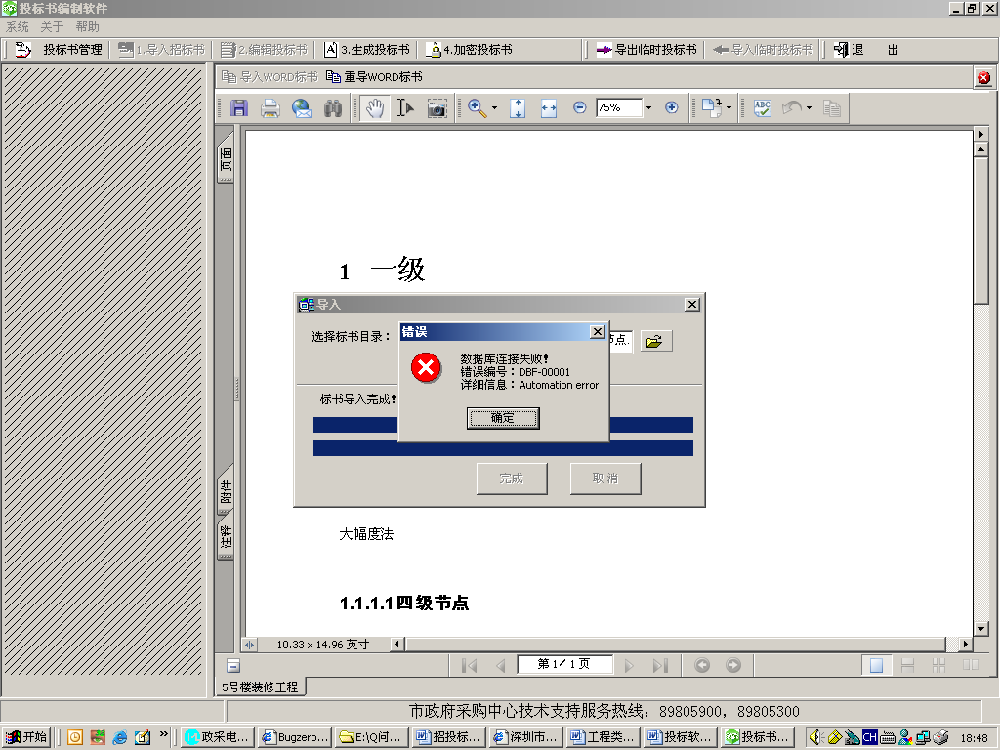 投标书编制软件
系统 关于 帮助
投标书管理 1.导入招标书 2.编辑投标书 3.生成投标书 4.加密投标书 导出临时投标书 导入临时投标书 退 出
导入WORD标书 重导WORD标书
75%
页面
附件
注释
1 一级
导入
选择标书目录：
节点.
标书导入完成!
完成 取消
错误
数据库连接失败!
错误编号：DBF-00001
详细信息：Automation error
确定
大幅度法
1.1.1.1四级节点
10.33 x 14.96 英寸
第 1/ 1 页
5号楼装修工程
市政府采购中心技术支持服务热线：89805900，89805300
开始 政采电... Bugzero... E:\Q问... 招投标... 深圳市... 工程类... 投标软... 投标书... CH 18:48